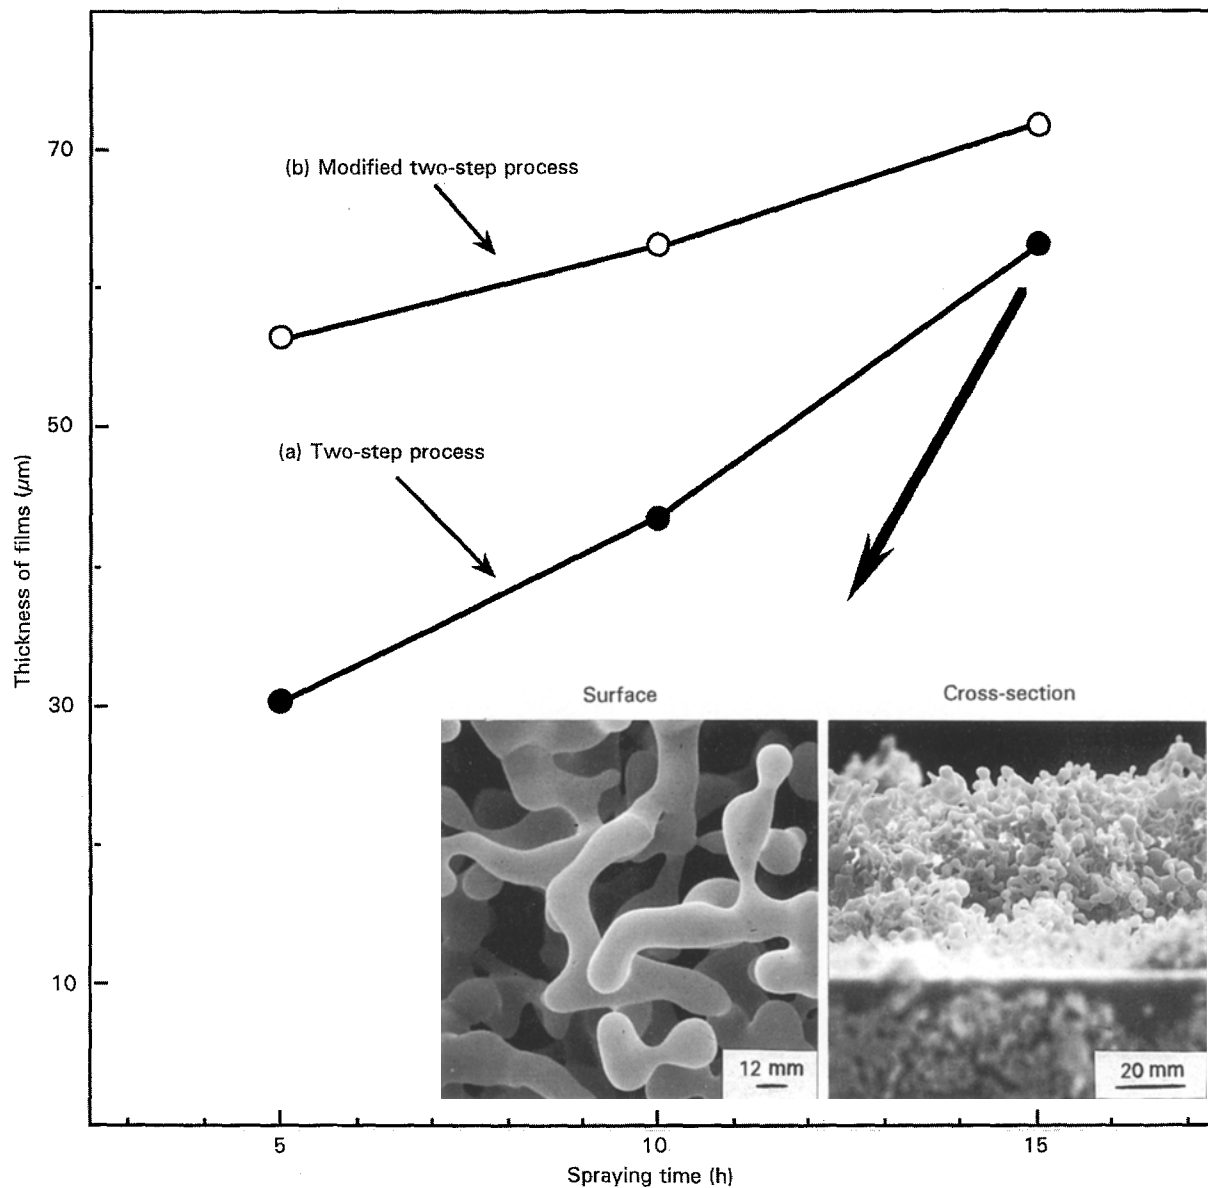 70
(b) Modified two-step process
50
(a) Two-step process
Thickness of films (μm)
30
Surface
Cross-section
10
12 mm
20 mm
5
10
15
Spraying time (h)